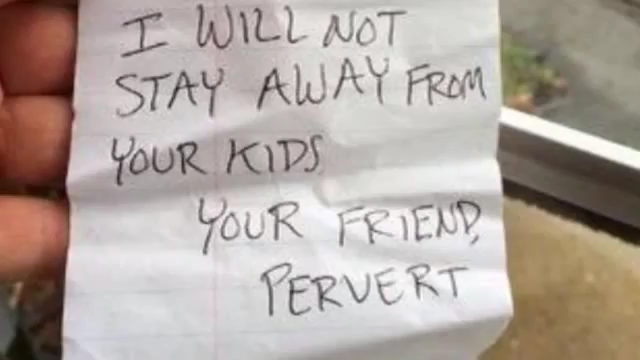 I WILL NOT
STAY AWAY FROM
YOUR KIDS
YOUR FRIEND,
PERVERT